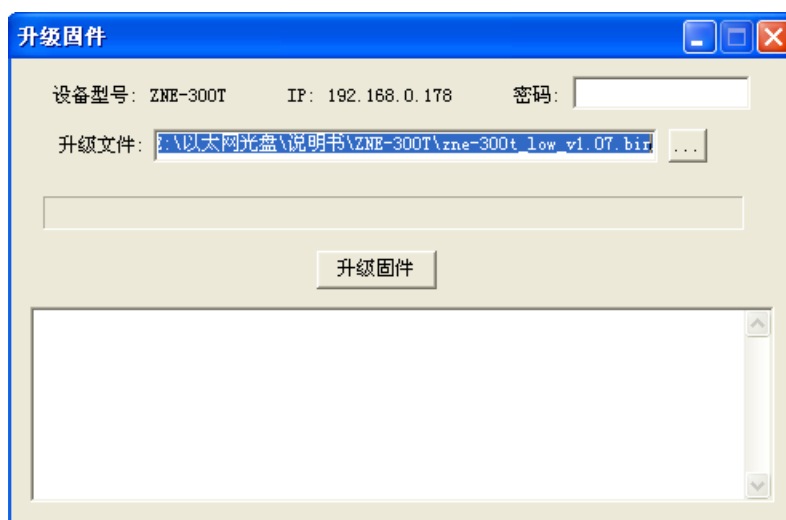 升级固件
设备型号: ZNE-300T IP: 192.168.0.178 密码:
升级文件: :\以太网光盘\说明书\ZNE-300T\zne-300t_low_v1.07.bin ...
升级固件